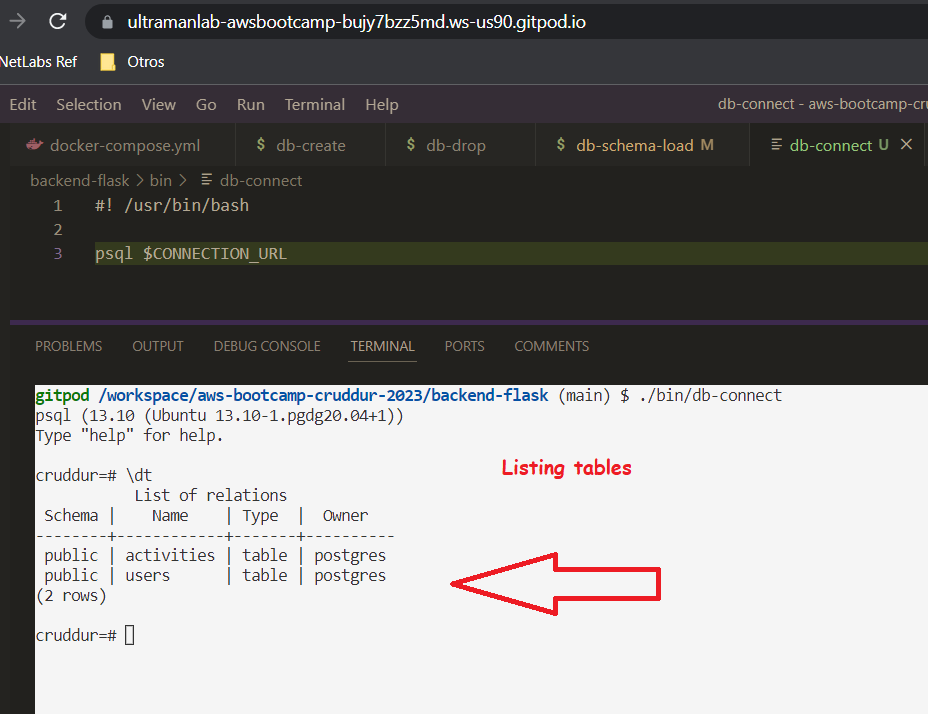 ultramanlab-awsbootcamp-bujy7bzz5md.ws-us90.gitpod.io
NetLabs Ref Otros
Edit Selection View Go Run Terminal Help db-connect - aws-bootcamp-cru
docker-compose.yml $ db-create $ db-drop $ db-schema-load M db-connect U
backend-flask > bin > db-connect
1 #! /usr/bin/bash
2
3 psql $CONNECTION_URL
PROBLEMS OUTPUT DEBUG CONSOLE TERMINAL PORTS COMMENTS
gitpod /workspace/aws-bootcamp-cruddur-2023/backend-flask (main) $ ./bin/db-connect
psql (13.10 (Ubuntu 13.10-1.pgdg20.04+1))
Type "help" for help.
cruddur=# \dt
Listing tables
List of relations
Schema | Name | Type | Owner
--------+------------+-------+----------
public | activities | table | postgres
public | users | table | postgres
(2 rows)
cruddur=#